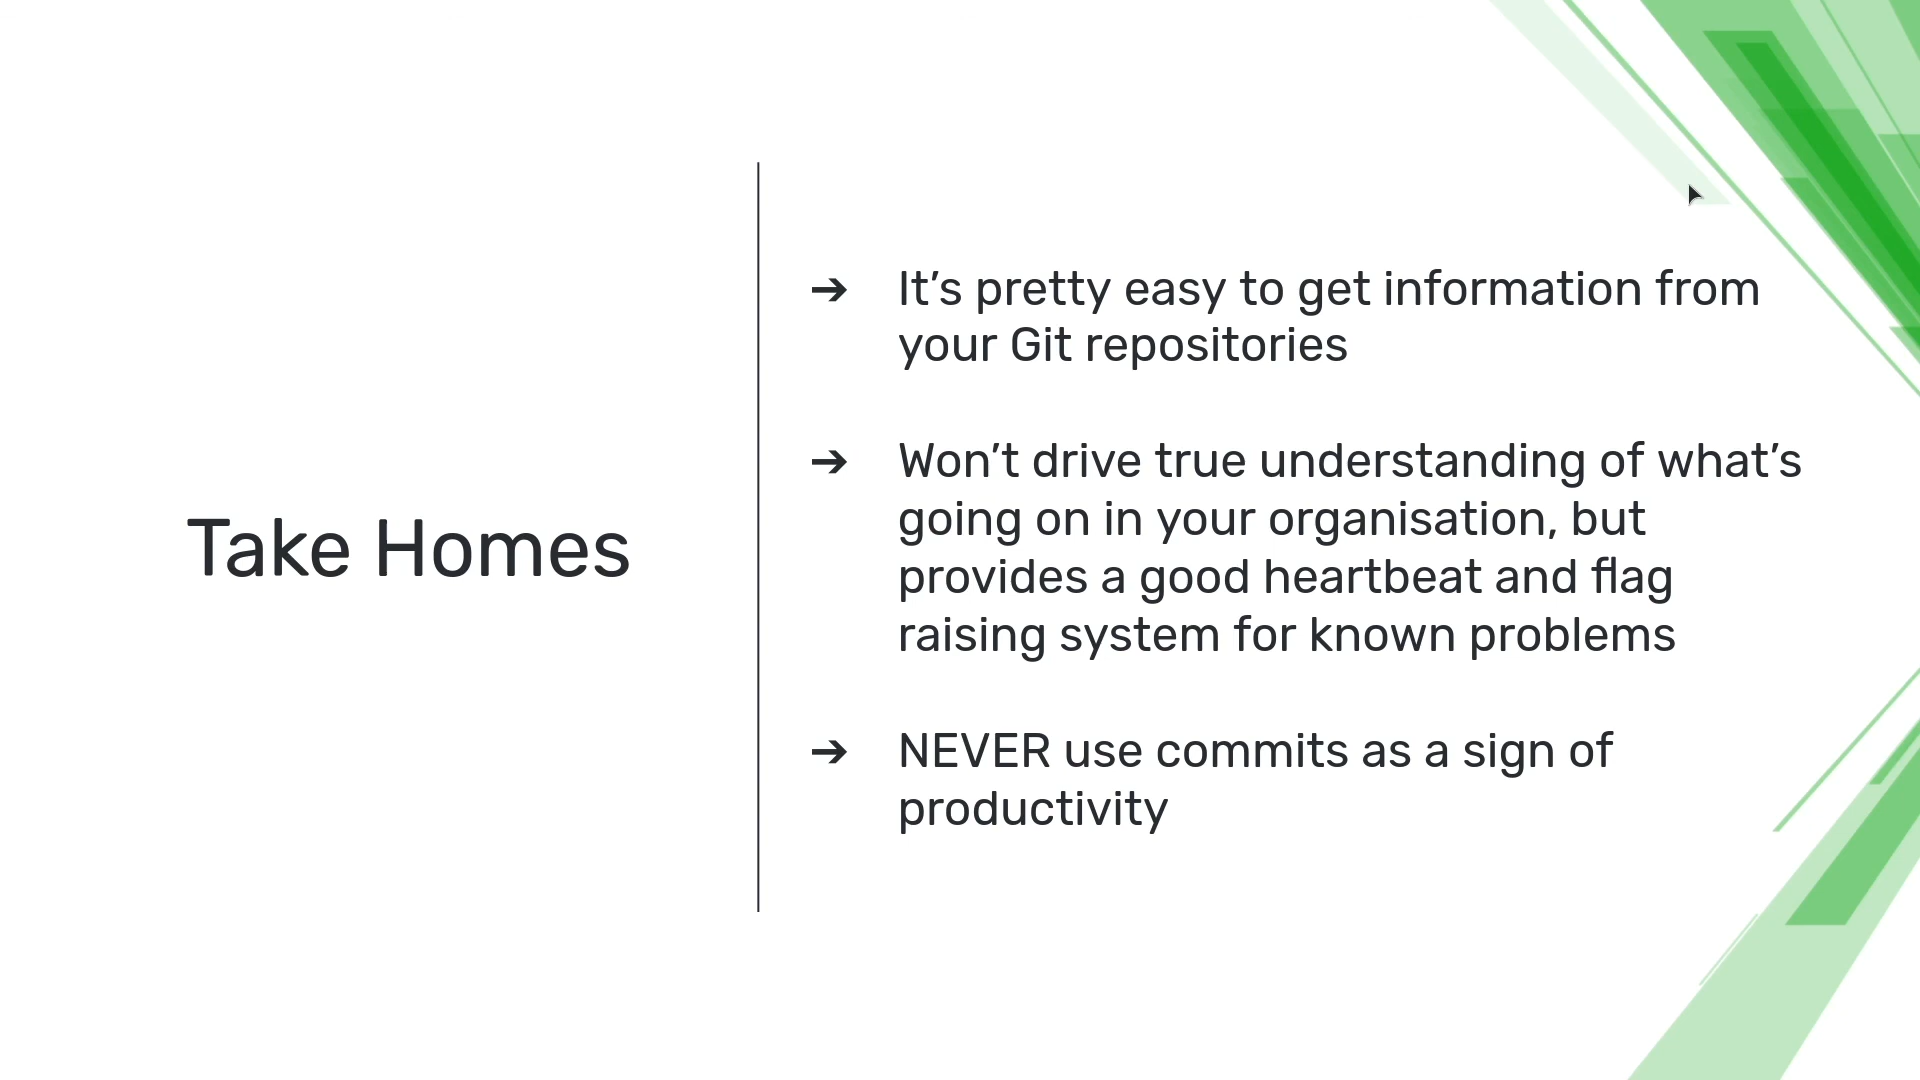 Take Homes
➔ It’s pretty easy to get information from
your Git repositories
➔ Won’t drive true understanding of what’s
going on in your organisation, but
provides a good heartbeat and flag
raising system for known problems
➔ NEVER use commits as a sign of
productivity